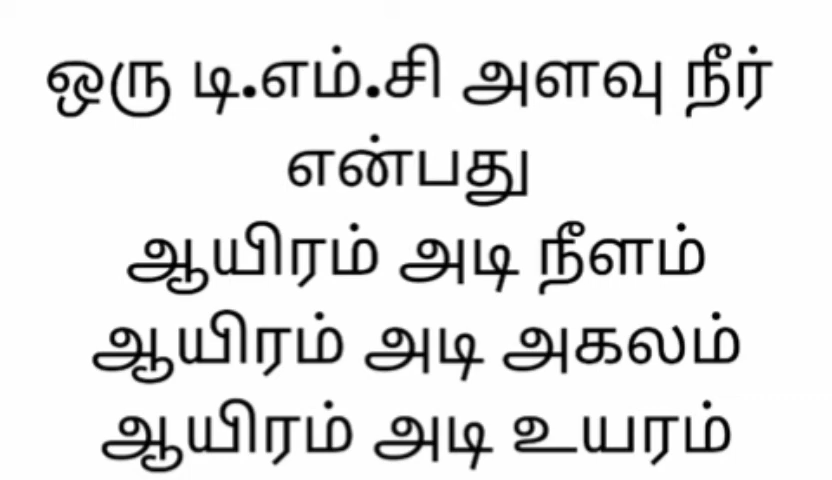 ஒரு டி.எம்.சி அளவு நீர்
என்பது
ஆயிரம் அடி நீளம்
ஆயிரம் அடி அகலம்
ஆயிரம் அடி உயரம்